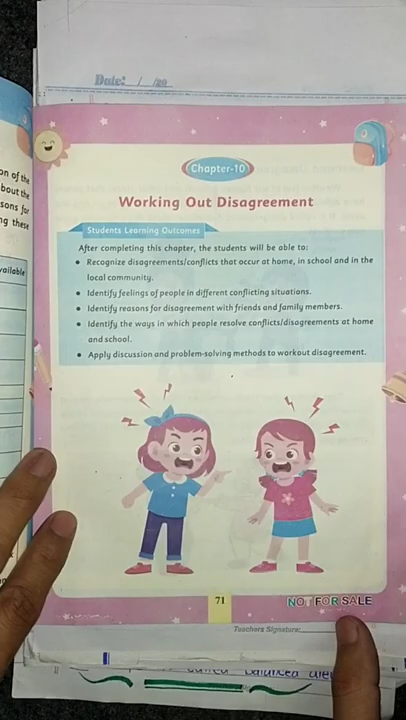 Date: / /20
on of the
bout the
sons for
ng these
vailable
Chapter-10
Working Out Disagreement
Students Learning Outcomes
After completing this chapter, the students will be able to:
• Recognize disagreements/conflicts that occur at home, in school and in the
local community.
• Identify feelings of people in different conflicting situations.
• Identify reasons for disagreement with friends and family members.
• Identify the ways in which people resolve conflicts/disagreements at home
and school.
• Apply discussion and problem-solving methods to workout disagreement.
71
NOT FOR SALE
Teachers Signature:
balanced